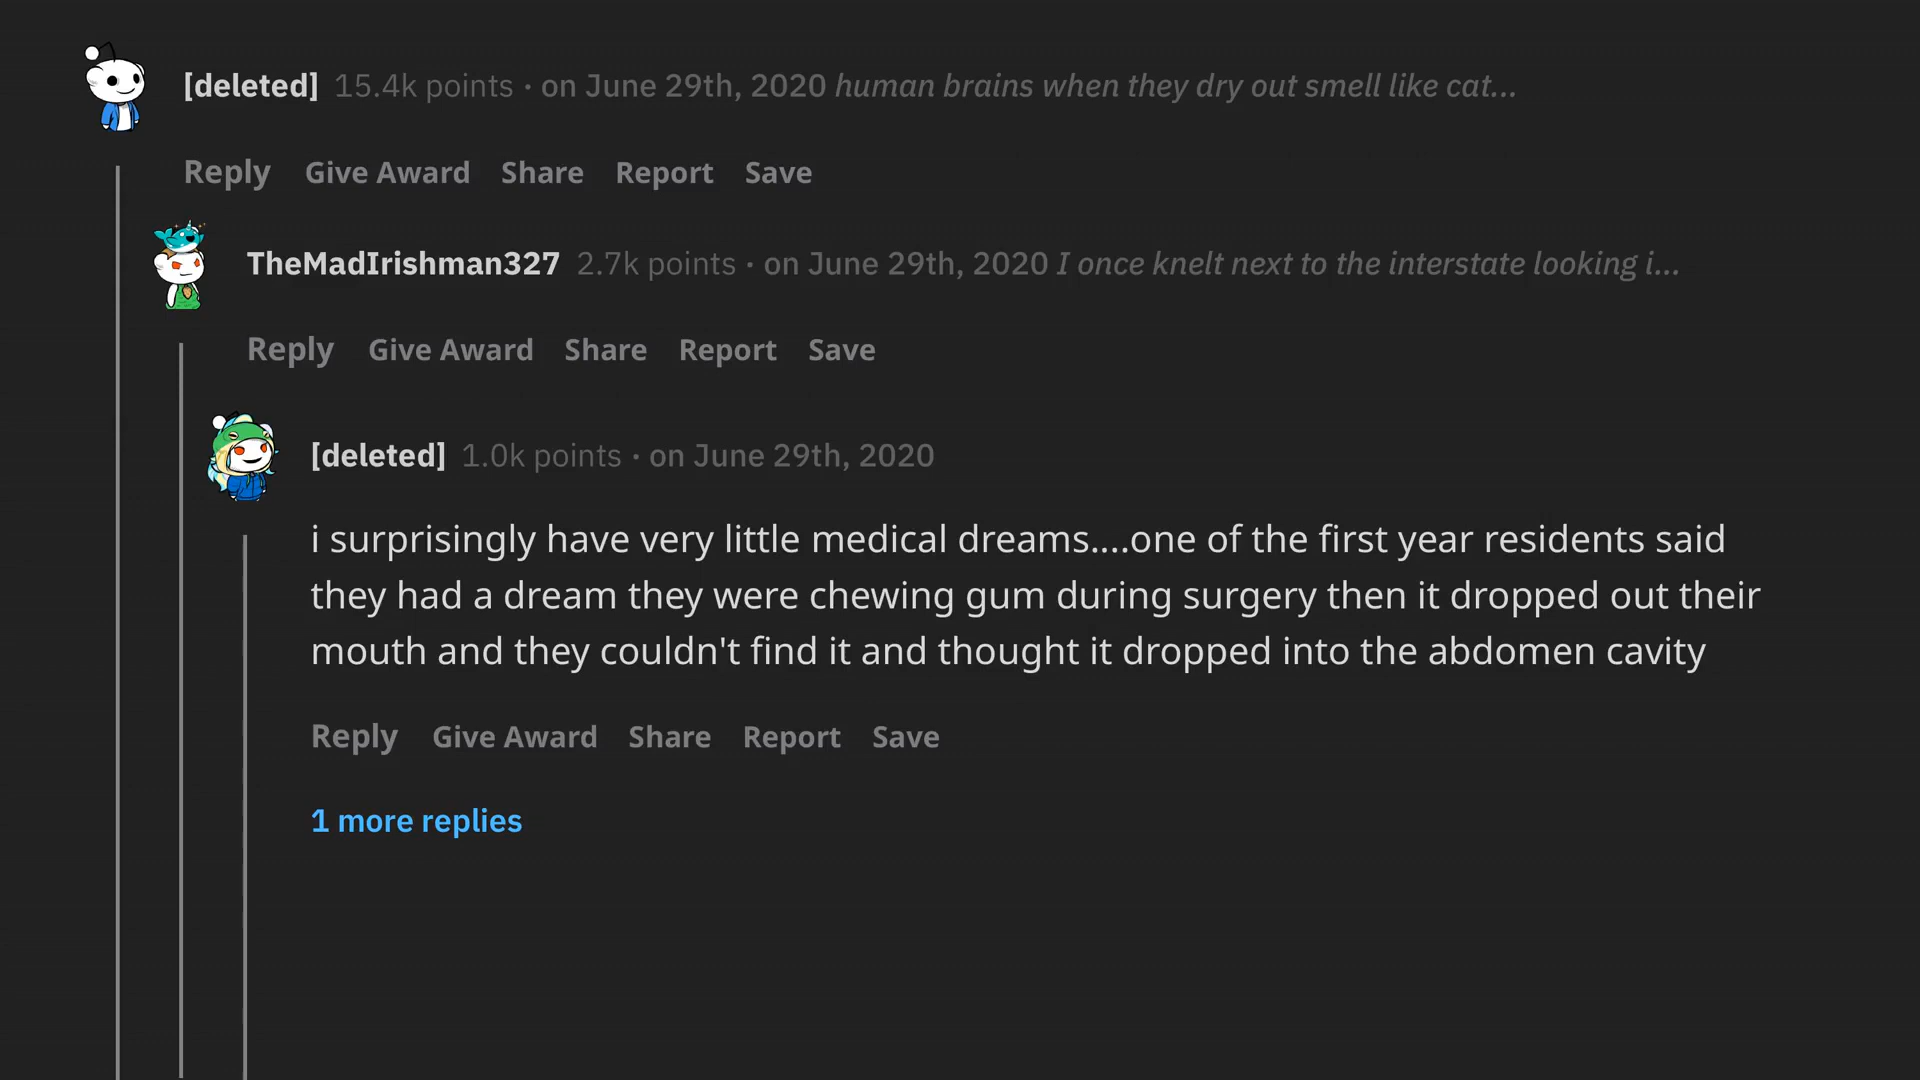 [deleted] 15.4k points · on June 29th, 2020 human brains when they dry out smell like cat...
Reply Give Award Share Report Save
TheMadIrishman327 2.7k points · on June 29th, 2020 I once knelt next to the interstate looking i...
Reply Give Award Share Report Save
[deleted] 1.0k points · on June 29th, 2020
i surprisingly have very little medical dreams....one of the first year residents said
they had a dream they were chewing gum during surgery then it dropped out their
mouth and they couldn't find it and thought it dropped into the abdomen cavity
Reply Give Award Share Report Save
1 more replies